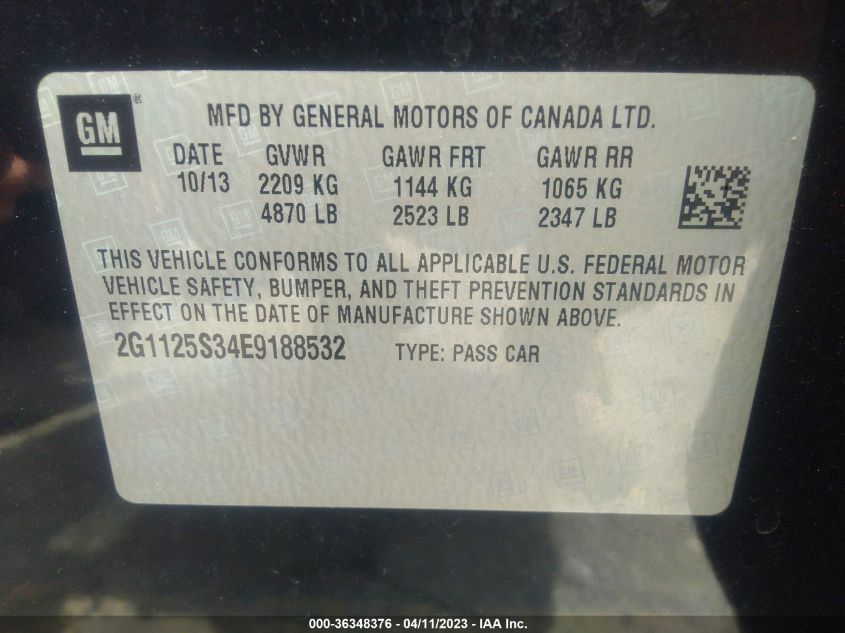 GM
MFD BY GENERAL MOTORS OF CANADA LTD.
DATE GVWR GAWR FRT GAWR RR
10/13 2209 KG 1144 KG 1065 KG
4870 LB 2523 LB 2347 LB
THIS VEHICLE CONFORMS TO ALL APPLICABLE U.S. FEDERAL MOTOR
VEHICLE SAFETY, BUMPER, AND THEFT PREVENTION STANDARDS IN
EFFECT ON THE DATE OF MANUFACTURE SHOWN ABOVE.
2G1125S34E9188532 TYPE: PASS CAR
000-36348376 - 04/11/2023 - IAA Inc.